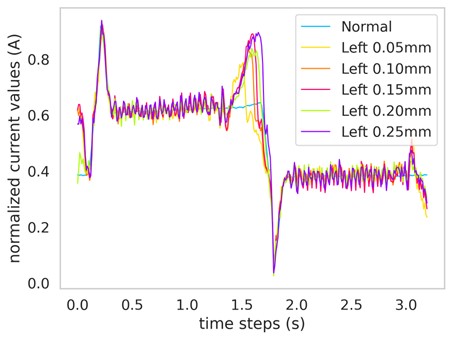 normalized current values (A)
0.8
0.6
0.4
0.2
0.0
Normal
Left 0.05mm
Left 0.10mm
Left 0.15mm
Left 0.20mm
Left 0.25mm
0.0 0.5 1.0 1.5 2.0 2.5 3.0
time steps (s)